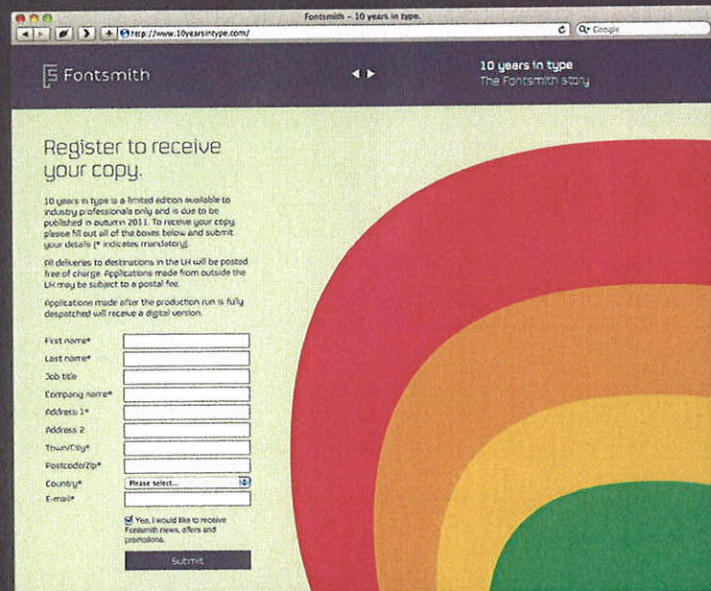 Fontsmith – 10 years in type.
http://www.10yearsintype.com/
Google
Fontsmith
10 years in type
The Fontsmith story
Register to receive
your copy.
10 years in type is a limited edition available to
industry professionals only and is due to be
published in autumn 2011. To receive your copy,
please fill out all of the boxes below and submit
your details (* indicates mandatory).
All deliveries to destinations in the UK will be posted
free of charge. Applications made from outside the
UK may be subject to a postal fee.
Applications made after the production run is fully
despatched will receive a digital version.
First name*
Last name*
Job title
Company name*
Address 1*
Address 2
Town/City*
Postcode/Zip*
Country*
Please select...
E-mail*
Yes, I would like to receive
Fontsmith news, offers and
promotions.
Submit